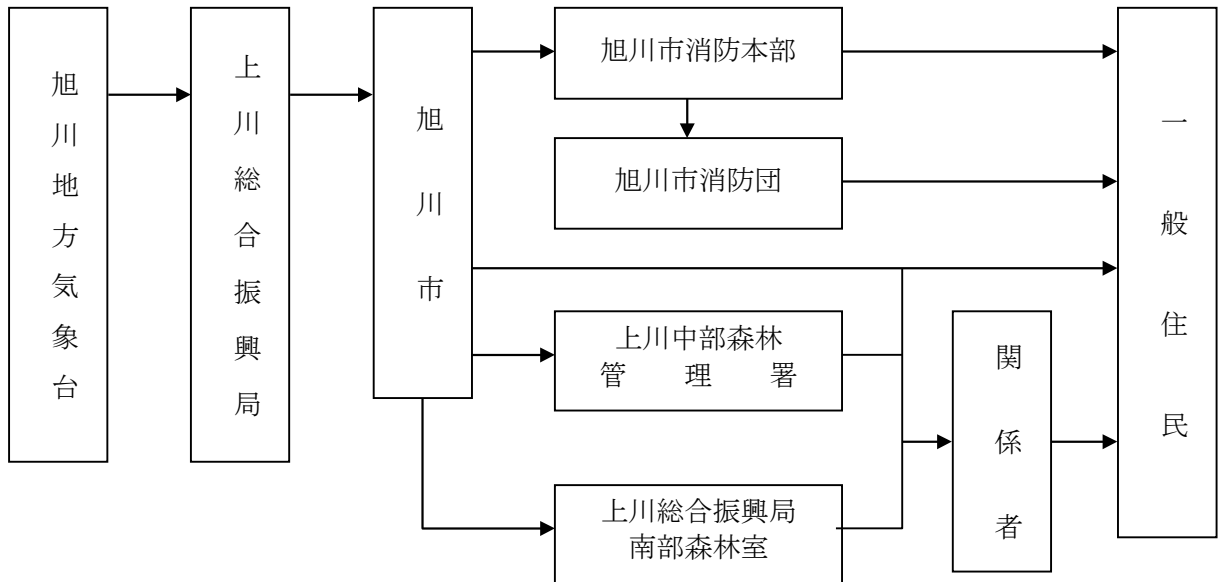 旭川地方気象台
上川総合振興局
旭川市
旭川市消防本部
旭川市消防団
上川中部森林
管理署
上川総合振興局
南部森林室
関係者
一般住民